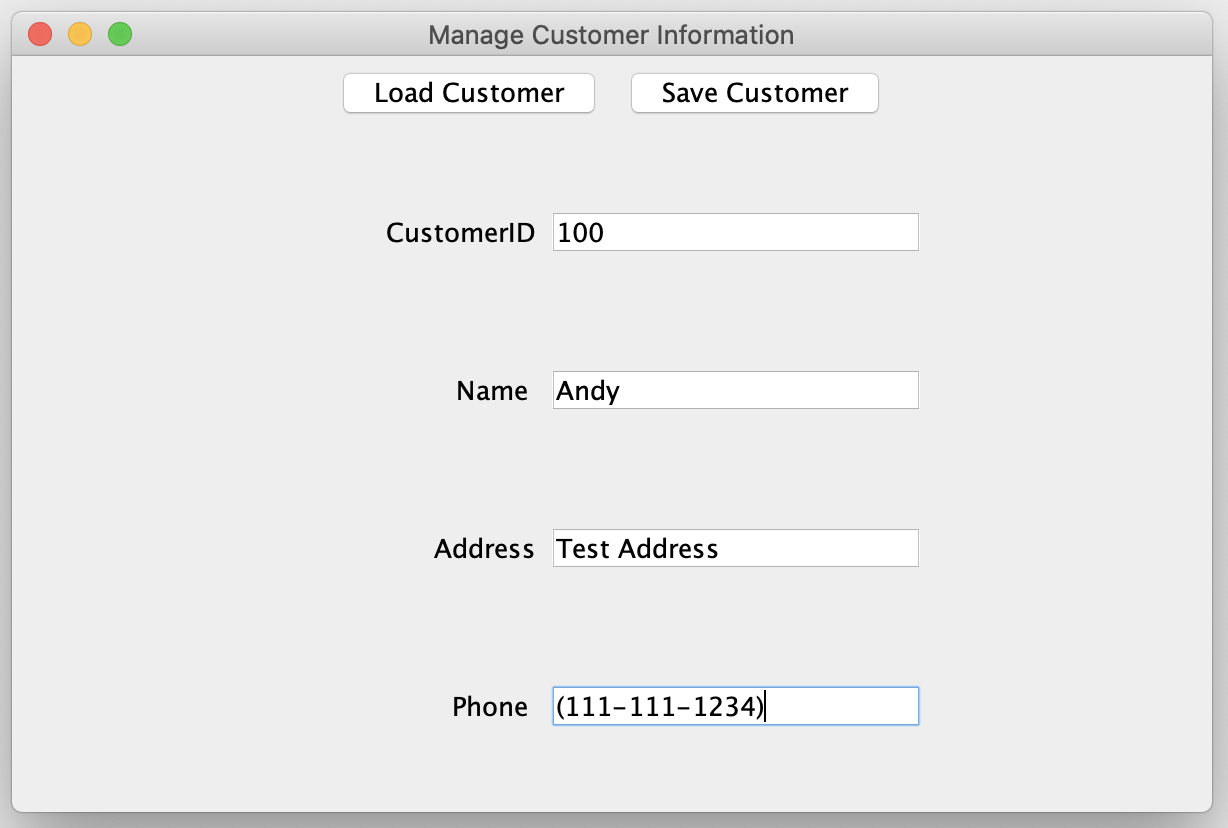 Manage Customer Information
Load Customer Save Customer
CustomerID 100
Name Andy
Address Test Address
Phone (111-111-1234)